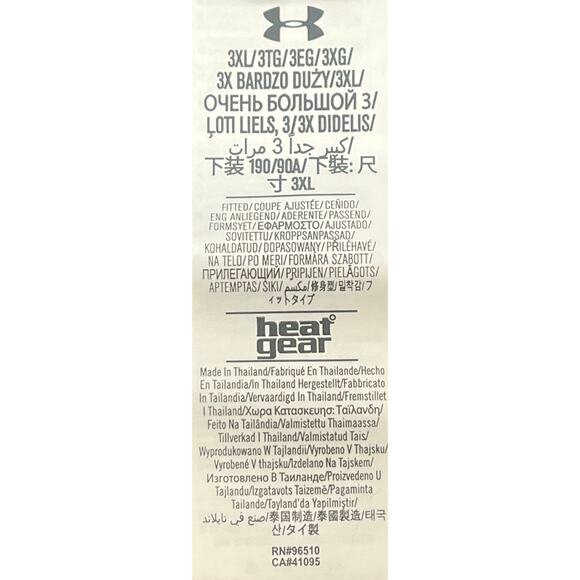 3XL/3TG/3EG/3XG/
3X BARDZO DUŻY/3XL/
ОЧЕНЬ БОЛЬШОЙ 3/
ĻOTI LIELS, 3/3X DIDELIS/
كبير جداً 3 مرات/
下装 190/90A/下裝: 尺
寸 3XL
FITTED/COUPE AJUSTÉE/CEÑIDO/
ENG ANLIEGEND/ADERENTE/PASSEND/
FORMSYET/ΕΦΑΡΜΟΣΤΟ/AJUSTADO/
SOVITETTU/KROPPSANPASSAD/
KOHALDATUD/DOPASOWANY/PŘILÉHAVÉ/
NA TELO/PO MERI/FORMÁRA SZABOTT/
ПРИЛЕГАЮЩИЙ/PRIPIJEN/PIELĀGOTS/
APTEMPTAS/SIKI/مكسّم/修身型/밀착감/フ
ィットタイプ
heat
gear
Made In Thailand/Fabriqué En Thaïlande/Hecho
En Tailandia/In Thailand Hergestellt/Fabbricato
In Tailandia/Vervaardigd In Thailand/Fremstillet
I Thailand/Χωρα Κατασκευησ: Ταϊλανδη/
Feito Na Tailândia/Valmistettu Thaimaassa/
Tillverkad I Thailand/Valmistatud Tais/
Wyprodukowano W Tajlandii/Vyrobeno V Thajsku/
Vyrobené V thajsku/Izdelano Na Tajskem/
Изготовлено В Таиланде/Proizvedeno U
Tajlandu/Izgatavots Taizemē/Pagaminta
Tailande/Tayland'da Yapilmiştir/
صنع في تايلاند/泰国制造/泰國製造/태국
산/タイ製
RN#96510
CA#41095